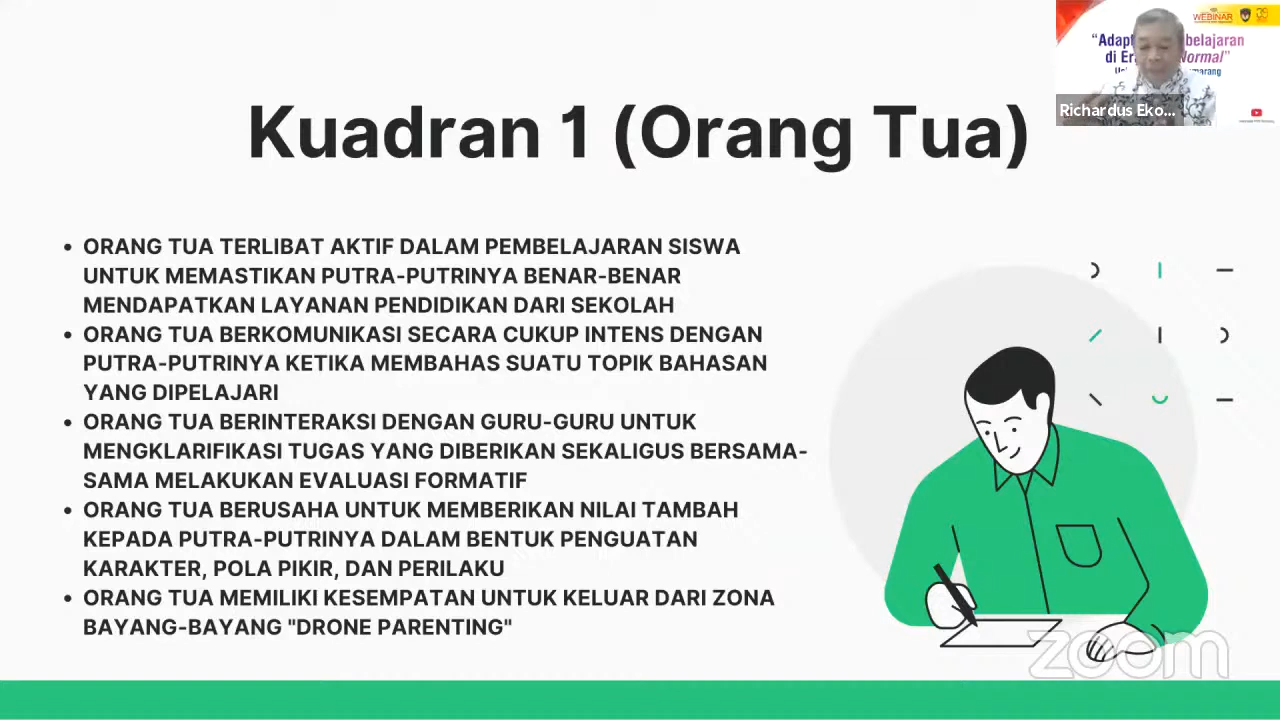 WEBINAR
"Adap belajaran
di Er Normal"
marang
Richardus Eko...
Kuadran 1 (Orang Tua)
• ORANG TUA TERLIBAT AKTIF DALAM PEMBELAJARAN SISWA
UNTUK MEMASTIKAN PUTRA-PUTRINYA BENAR-BENAR
MENDAPATKAN LAYANAN PENDIDIKAN DARI SEKOLAH
• ORANG TUA BERKOMUNIKASI SECARA CUKUP INTENS DENGAN
PUTRA-PUTRINYA KETIKA MEMBAHAS SUATU TOPIK BAHASAN
YANG DIPELAJARI
• ORANG TUA BERINTERAKSI DENGAN GURU-GURU UNTUK
MENGKLARIFIKASI TUGAS YANG DIBERIKAN SEKALIGUS BERSAMA-
SAMA MELAKUKAN EVALUASI FORMATIF
• ORANG TUA BERUSAHA UNTUK MEMBERIKAN NILAI TAMBAH
KEPADA PUTRA-PUTRINYA DALAM BENTUK PENGUATAN
KARAKTER, POLA PIKIR, DAN PERILAKU
• ORANG TUA MEMILIKI KESEMPATAN UNTUK KELUAR DARI ZONA
BAYANG-BAYANG "DRONE PARENTING"
zoom